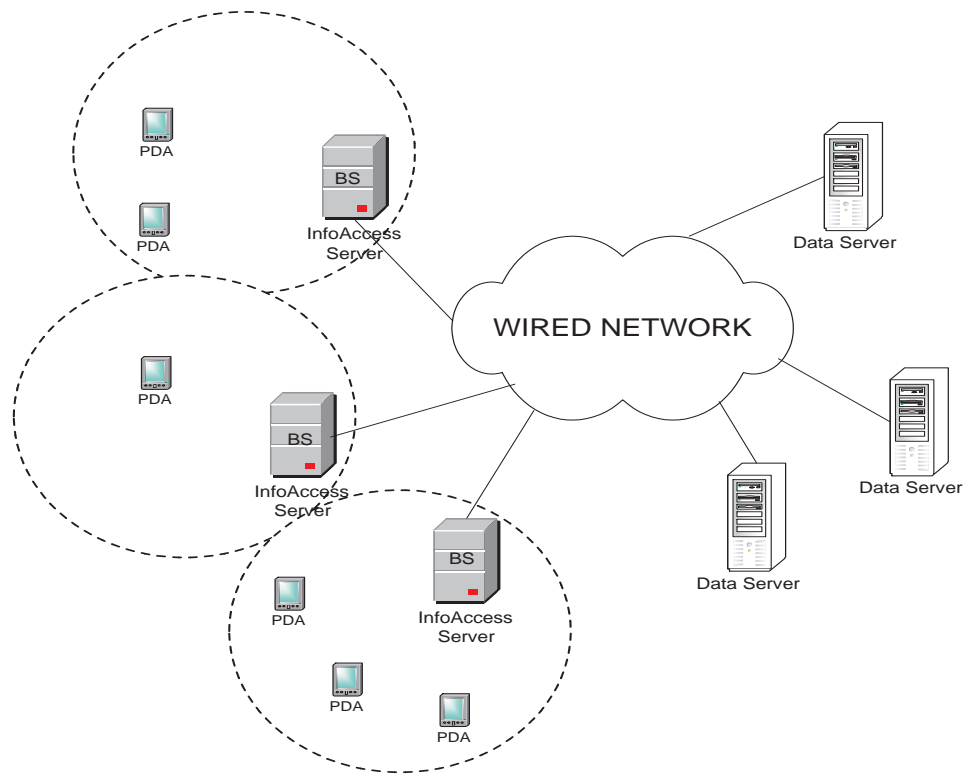 PDA
BS
PDA
InfoAccess
Server
Data Server
WIRED NETWORK
PDA
BS
InfoAccess
Server
Data Server
BS
Data Server
PDA
InfoAccess
Server
PDA
PDA